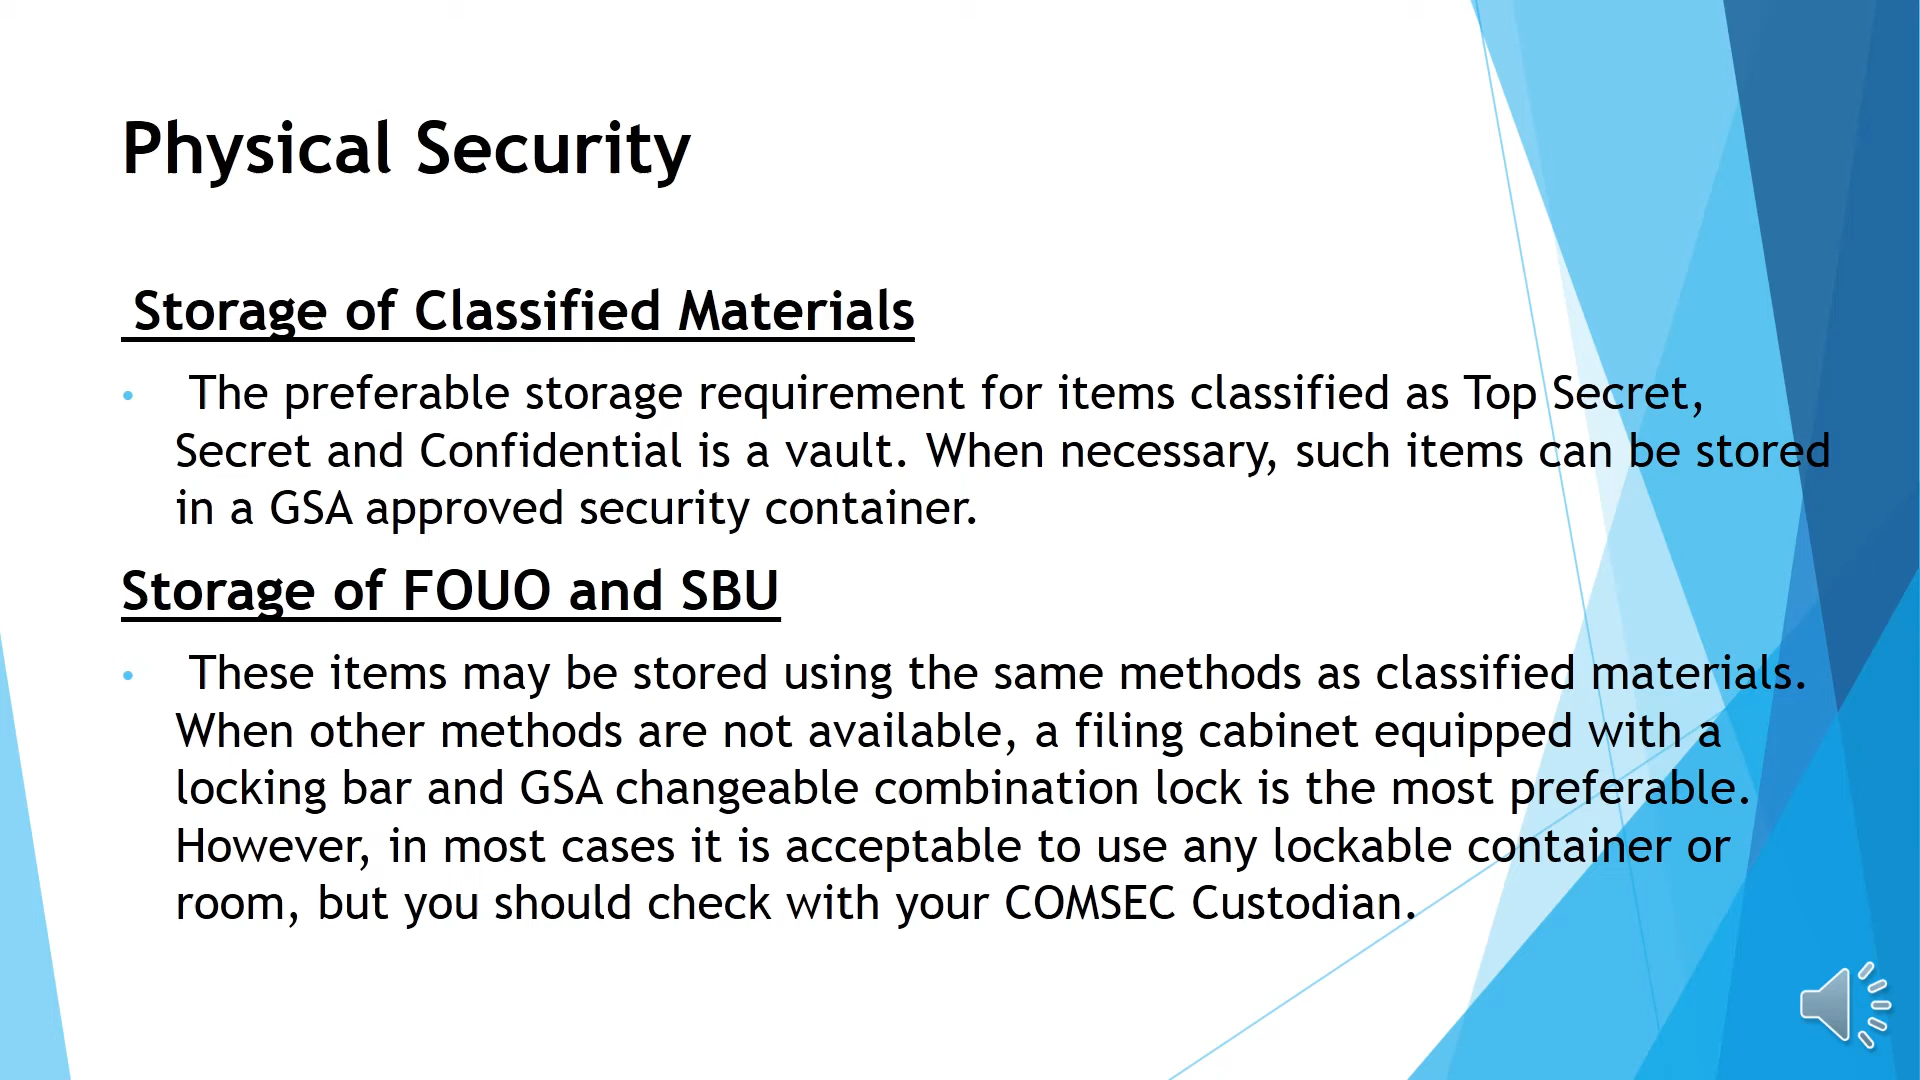 Physical Security
Storage of Classified Materials
• The preferable storage requirement for items classified as Top Secret,
Secret and Confidential is a vault. When necessary, such items can be stored
in a GSA approved security container.
Storage of FOUO and SBU
• These items may be stored using the same methods as classified materials.
When other methods are not available, a filing cabinet equipped with a
locking bar and GSA changeable combination lock is the most preferable.
However, in most cases it is acceptable to use any lockable container or
room, but you should check with your COMSEC Custodian.